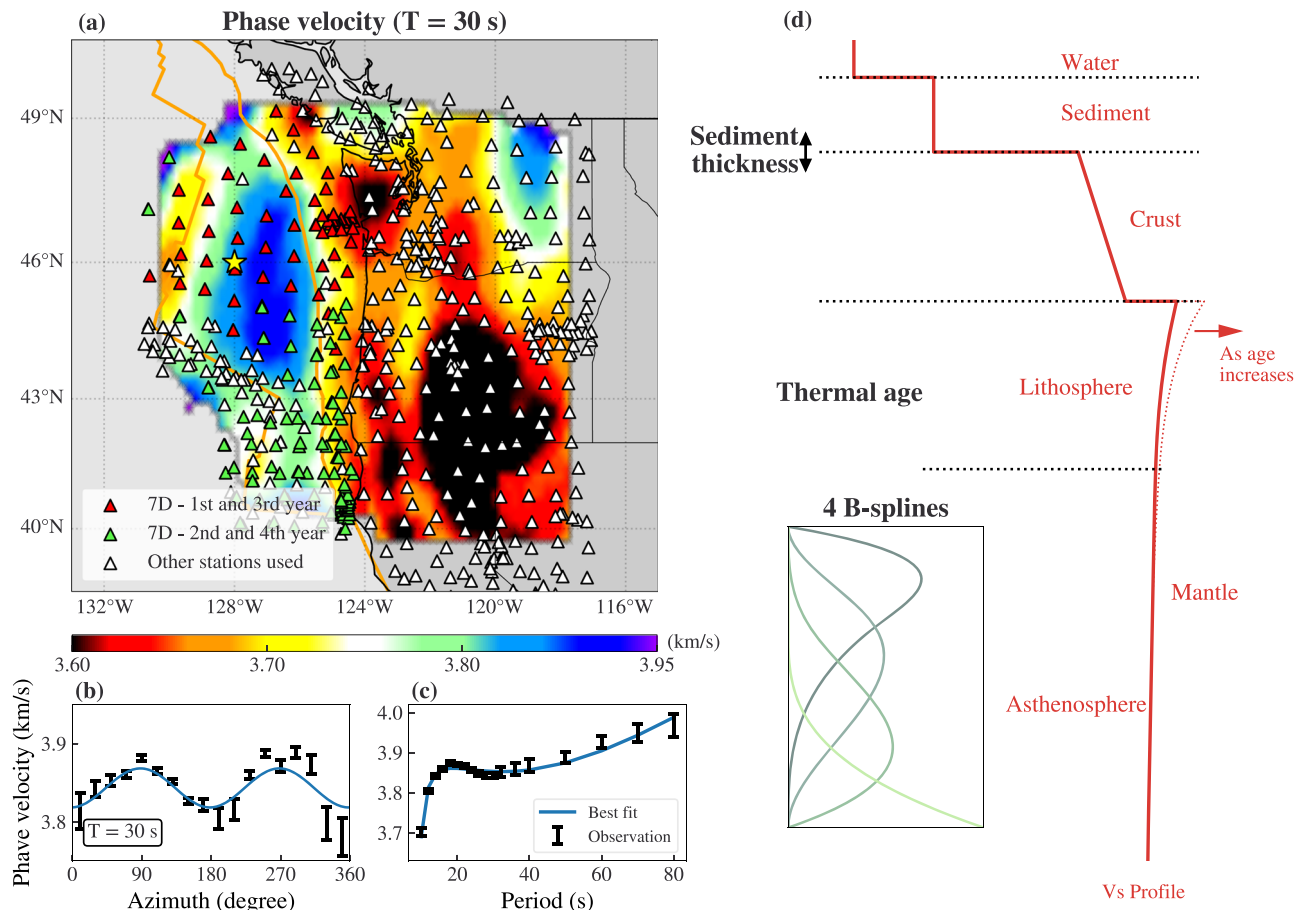 (a)
Phase velocity (T = 30 s)
49°N
46°N
43°N
40°N
7D - 1st and 3rd year
7D - 2nd and 4th year
Other stations used
132°W
128°W
124°W
120°W
116°W
(km/s)
3.60
3.70
3.80
3.95
(b)
Phave velocity (km/s)
3.9
3.8
T = 30 s
0
90
180
270
360
Azimuth (degree)
(c)
4.0
3.9
3.8
3.7
Best fit
Observation
20
40
60
80
Period (s)
(d)
Water
Sediment
Sediment
thickness
Crust
As age
increases
Lithosphere
Thermal age
4 B-splines
Mantle
Asthenosphere
Vs Profile